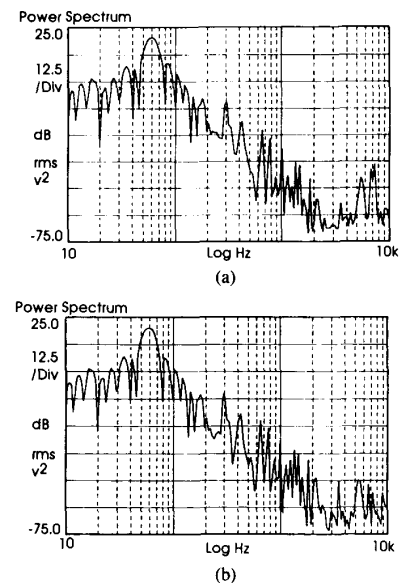 Power Spectrum
25.0
12.5
/Div
dB
rms
v2
-75.0
10
Log Hz
10k
(a)
Power Spectrum
25.0
12.5
/Div
dB
rms
v2
-75.0
10
Log Hz
10k
(b)